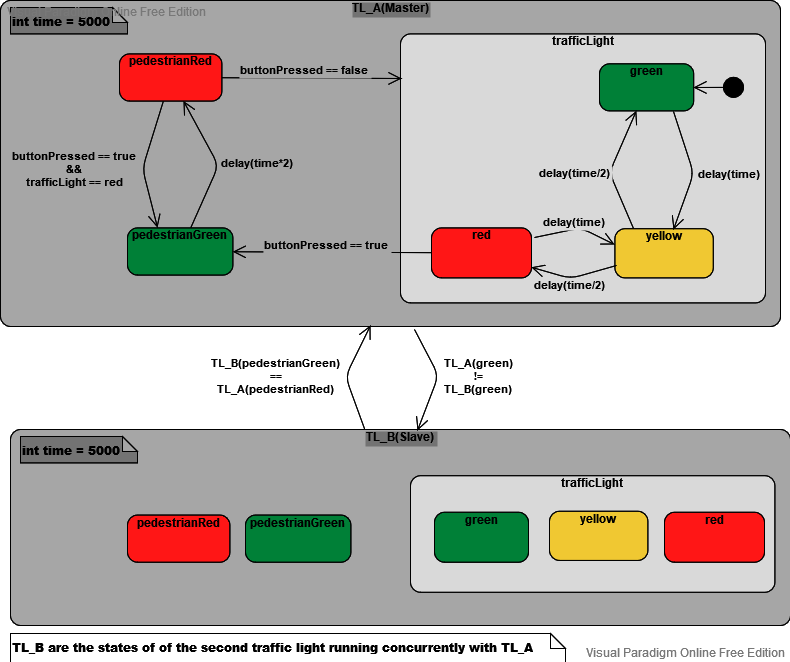 Online Free Edition
TL_A(Master)
int time = 5000
trafficLight
pedestrianRed
buttonPressed == false
green
buttonPressed == true
&&
trafficLight == red
delay(time*2)
delay(time/2)
delay(time)
pedestrianGreen
buttonPressed == true
red
delay(time)
yellow
delay(time/2)
TL_B(pedestrianGreen)
==
TL_A(pedestrianRed)
TL_A(green)
!=
TL_B(green)
TL_B(Slave)
int time = 5000
trafficLight
pedestrianRed
pedestrianGreen
green
yellow
red
TL_B are the states of of the second traffic light running concurrently with TL_A
Visual Paradigm Online Free Edition